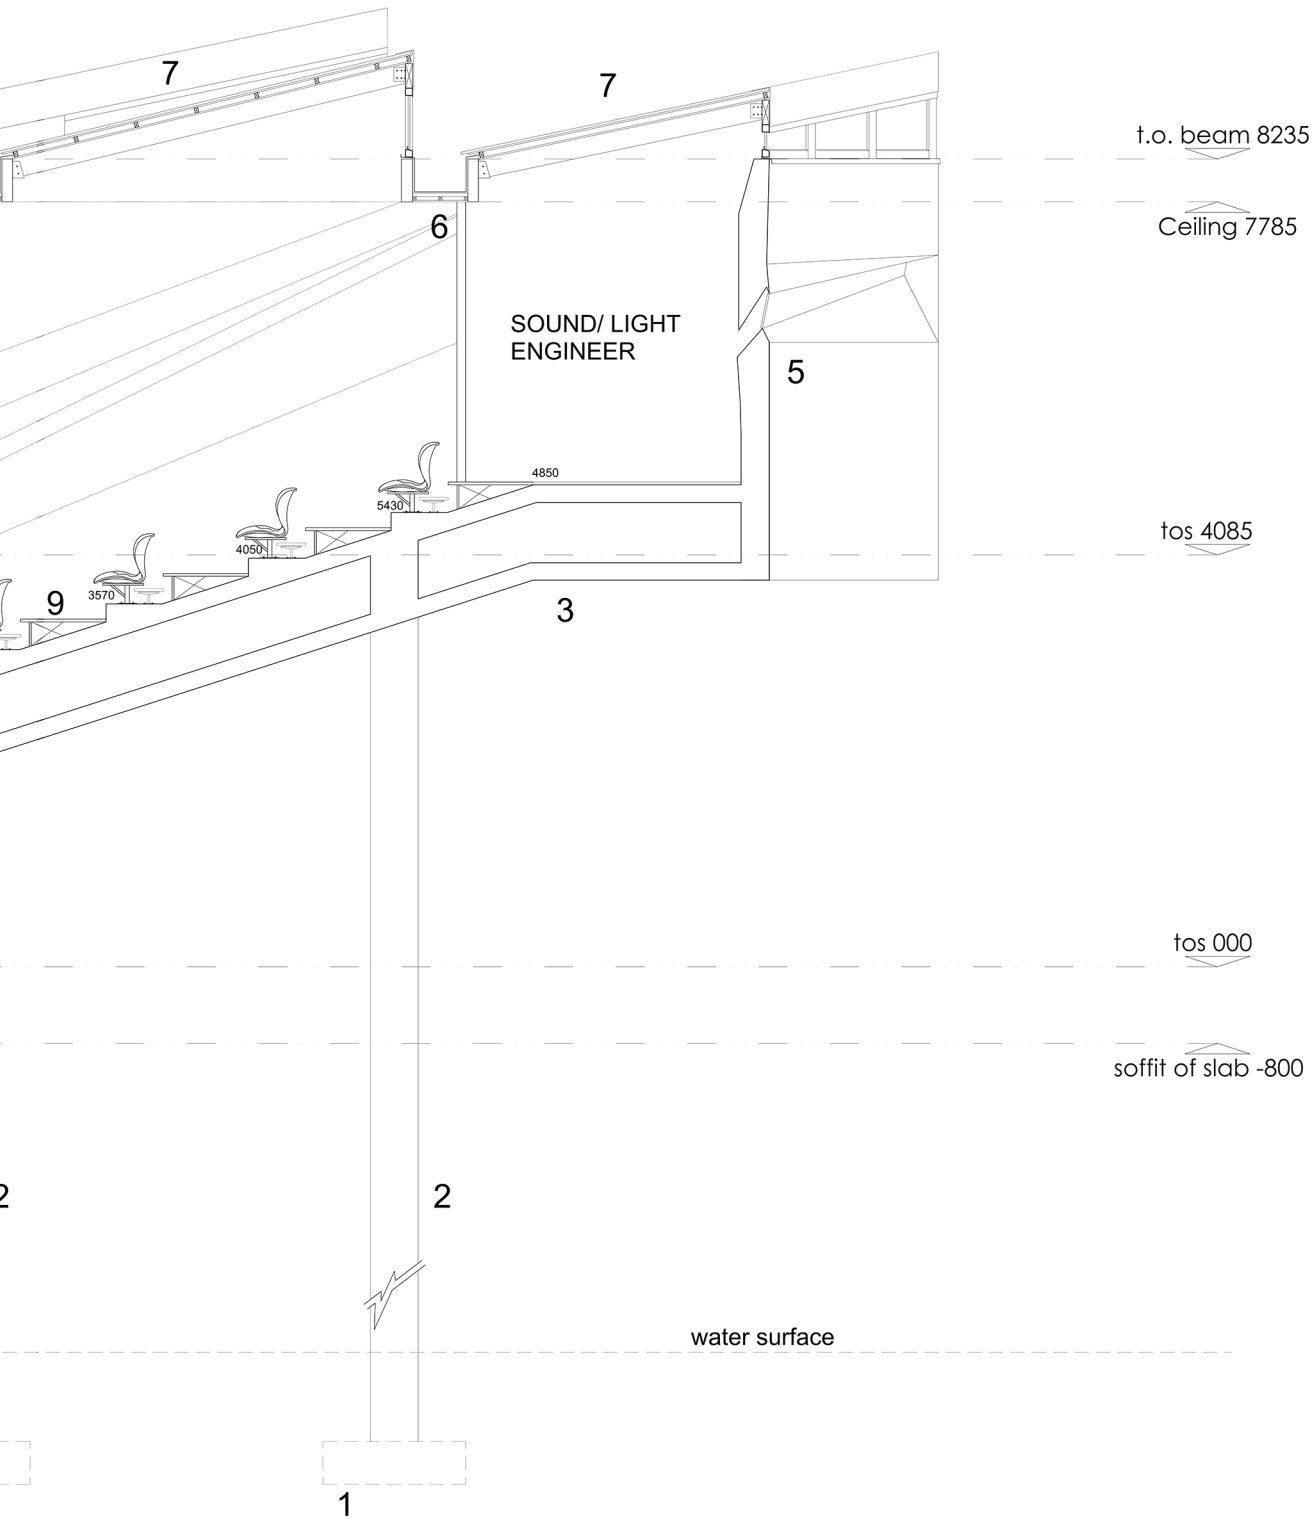 7
7
t.o. beam 8235
6
Ceiling 7785
SOUND/ LIGHT
ENGINEER
5
4850
5430
tos 4085
4050
3570
9
3
tos 000
soffit of slab -800
2
2
water surface
1